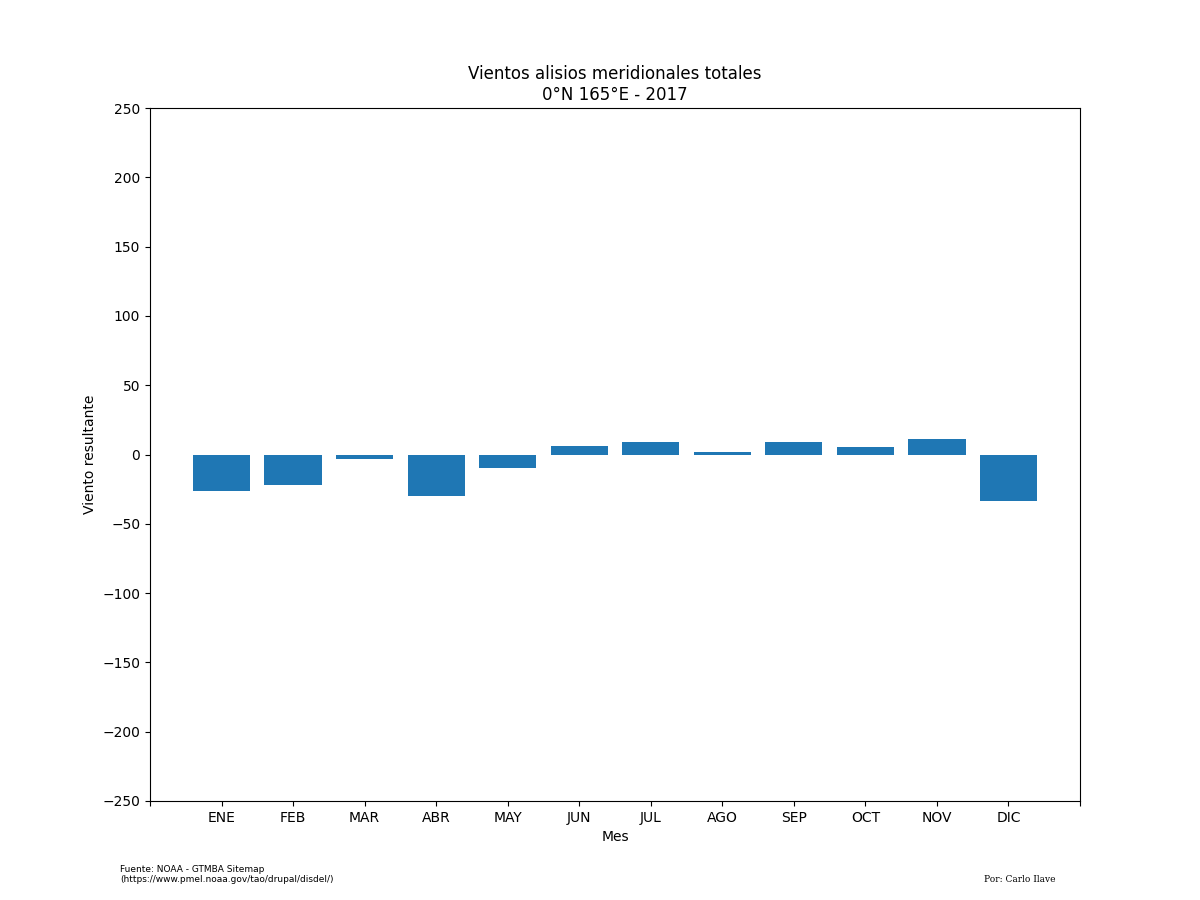 Vientos alisios meridionales totales
0°N 165°E - 2017
250
200
150
100
50
0
−50
−100
−150
−200
−250
Viento resultante
ENE FEB MAR ABR MAY JUN JUL AGO SEP OCT NOV DIC
Mes
Fuente: NOAA - GTMBA Sitemap
(https://www.pmel.noaa.gov/tao/drupal/disdel/)
Por: Carlo Ilave